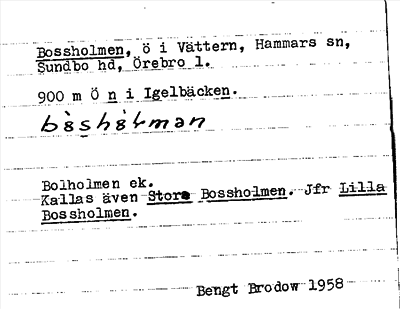 Bossholmen, ö i Vättern, Hammars sn,
Sundbo hd, Örebro l.
900 m Ö n i Igelbäcken.
Bolholmen ek.
Kallas även Stora Bossholmen. Jfr Lilla
Bossholmen.
Bengt Brodow 1958